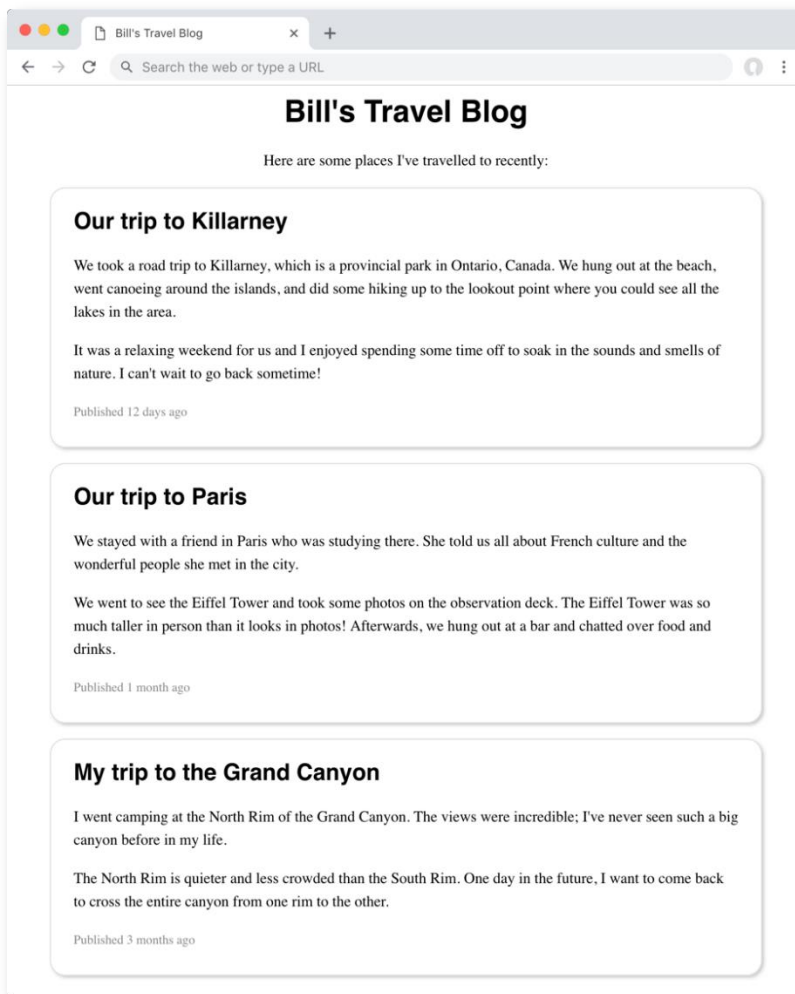 Bill's Travel Blog
Search the web or type a URL
Bill's Travel Blog
Here are some places I've travelled to recently:
Our trip to Killarney
We took a road trip to Killarney, which is a provincial park in Ontario, Canada. We hung out at the beach,
went canoeing around the islands, and did some hiking up to the lookout point where you could see all the
lakes in the area.
It was a relaxing weekend for us and I enjoyed spending some time off to soak in the sounds and smells of
nature. I can't wait to go back sometime!
Published 12 days ago
Our trip to Paris
We stayed with a friend in Paris who was studying there. She told us all about French culture and the
wonderful people she met in the city.
We went to see the Eiffel Tower and took some photos on the observation deck. The Eiffel Tower was so
much taller in person than it looks in photos! Afterwards, we hung out at a bar and chatted over food and
drinks.
Published 1 month ago
My trip to the Grand Canyon
I went camping at the North Rim of the Grand Canyon. The views were incredible; I've never seen such a big
canyon before in my life.
The North Rim is quieter and less crowded than the South Rim. One day in the future, I want to come back
to cross the entire canyon from one rim to the other.
Published 3 months ago